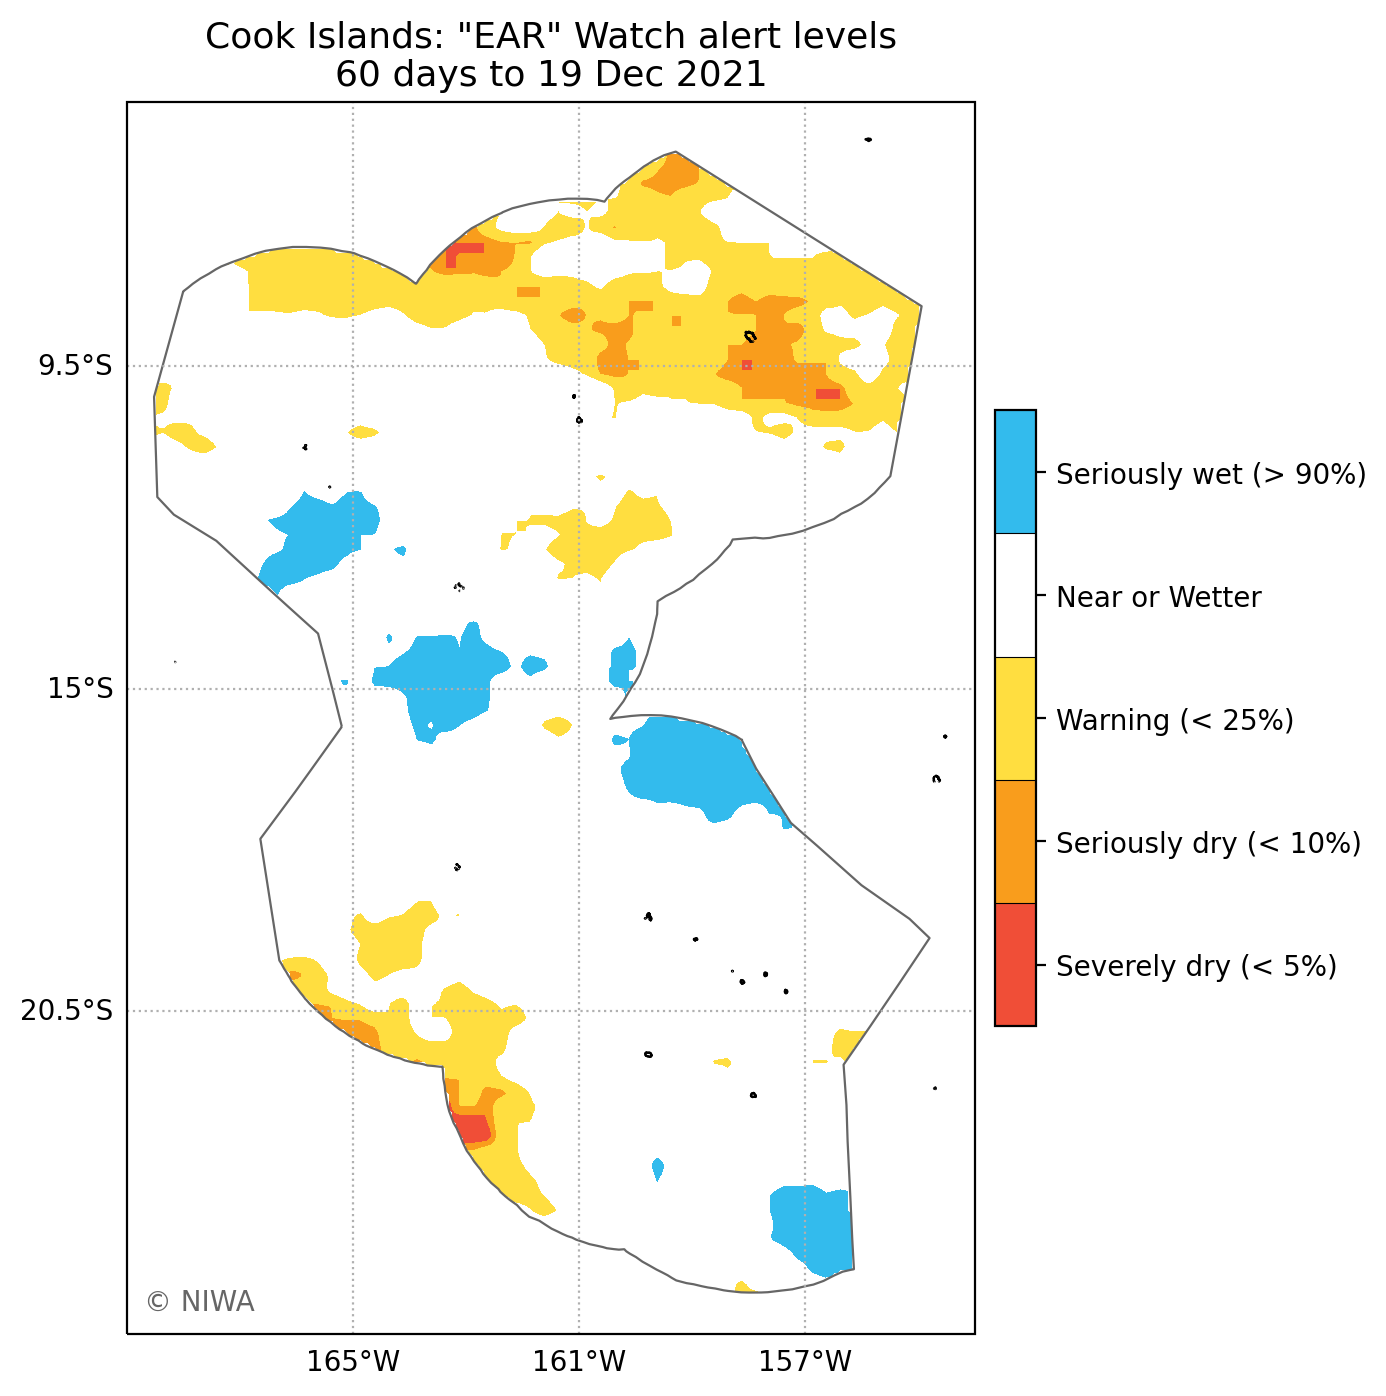 Cook Islands: "EAR" Watch alert levels
60 days to 19 Dec 2021
9.5°S
15°S
20.5°S
165°W
161°W
157°W
Seriously wet (> 90%)
Near or Wetter
Warning (< 25%)
Seriously dry (< 10%)
Severely dry (< 5%)
© NIWA